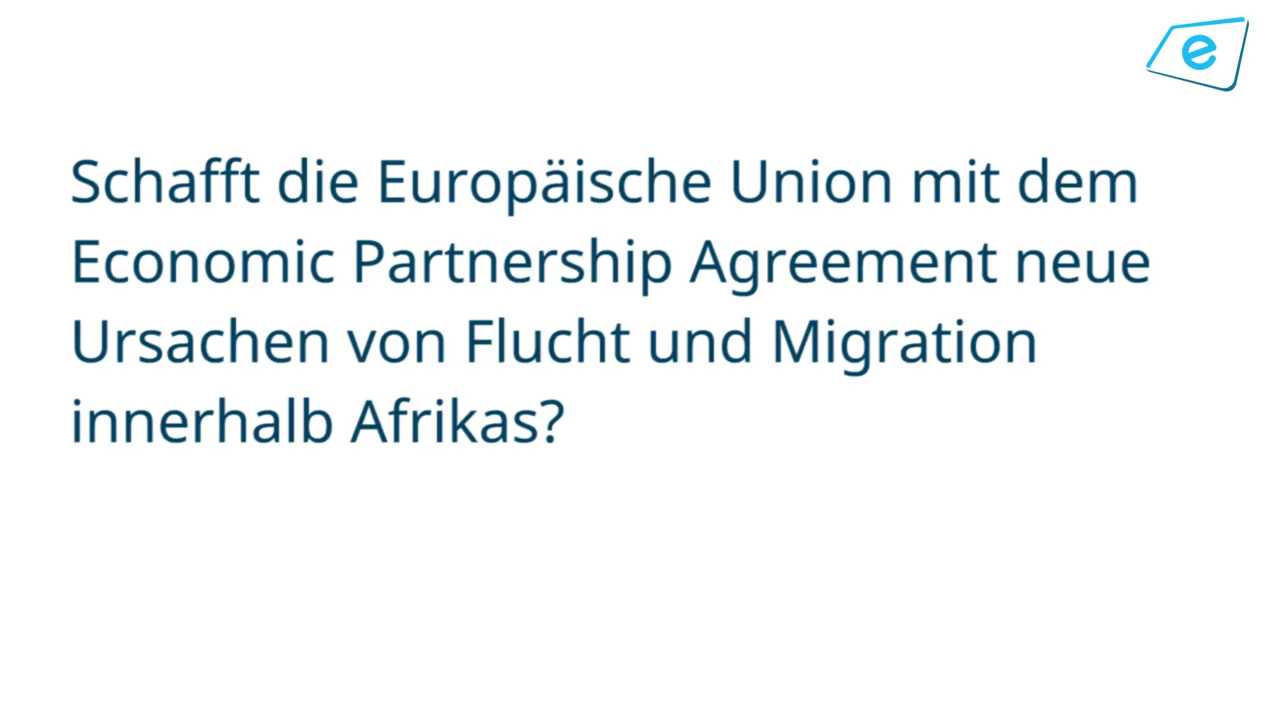 e
Schafft die Europäische Union mit dem
Economic Partnership Agreement neue
Ursachen von Flucht und Migration
innerhalb Afrikas?